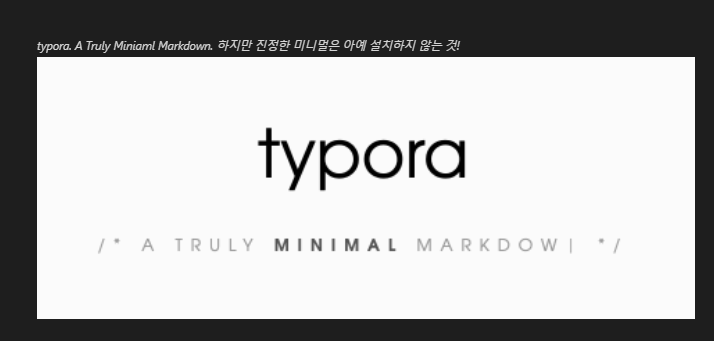 typora. A Truly Miniaml Markdown. 하지만 진정한 미니멀은 아예 설치하지 않는 것!
typora
/* A TRULY MINIMAL MARKDOW| */